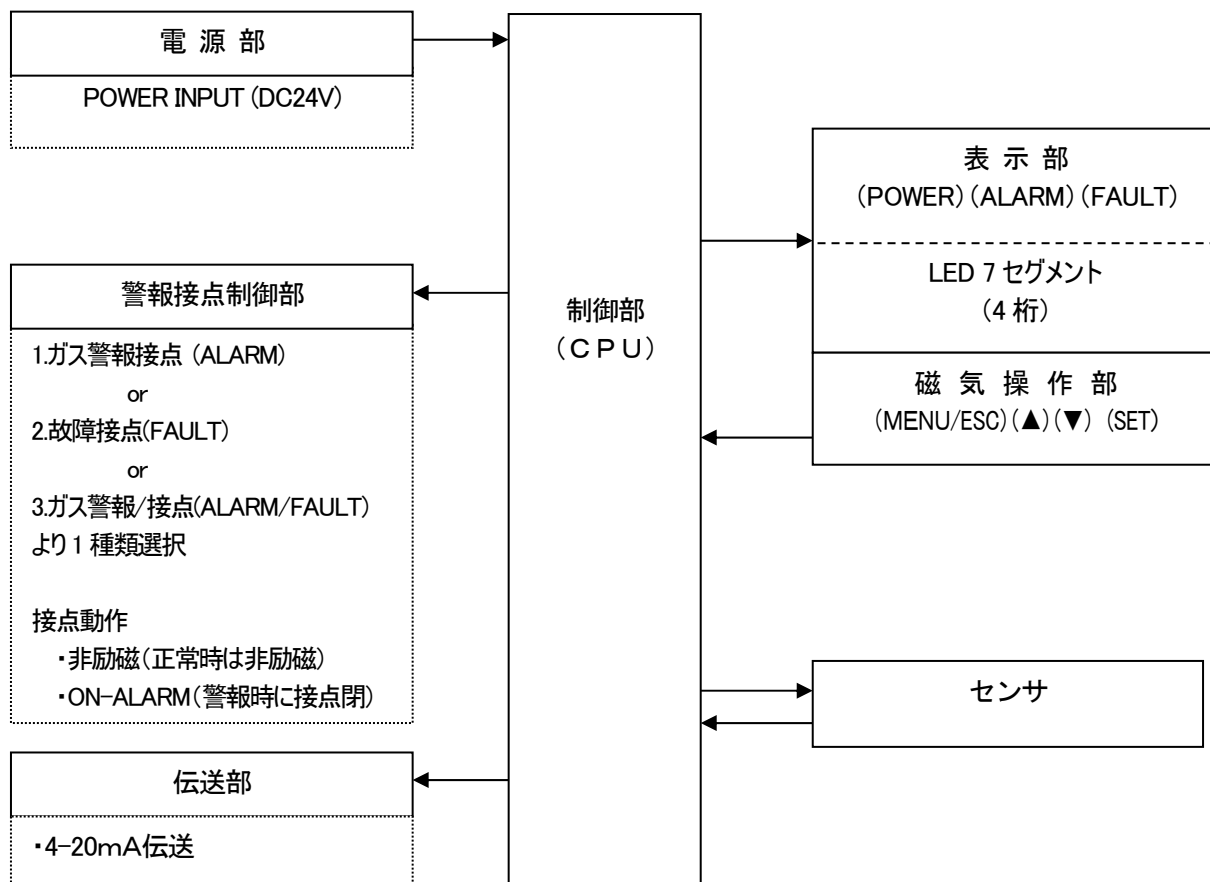 電 源 部
POWER INPUT (DC24V)
警報接点制御部
1.ガス警報接点 (ALARM)
or
2.故障接点(FAULT)
or
3.ガス警報/接点(ALARM/FAULT)
より1種類選択
接点動作
・非励磁(正常時は非励磁)
・ON-ALARM(警報時に接点閉)
伝送部
・4-20mA伝送
制御部
(CPU)
表 示 部
(POWER)(ALARM)(FAULT)
LED 7セグメント
(4桁)
磁 気 操 作 部
(MENU/ESC)(▲)(▼) (SET)
センサ